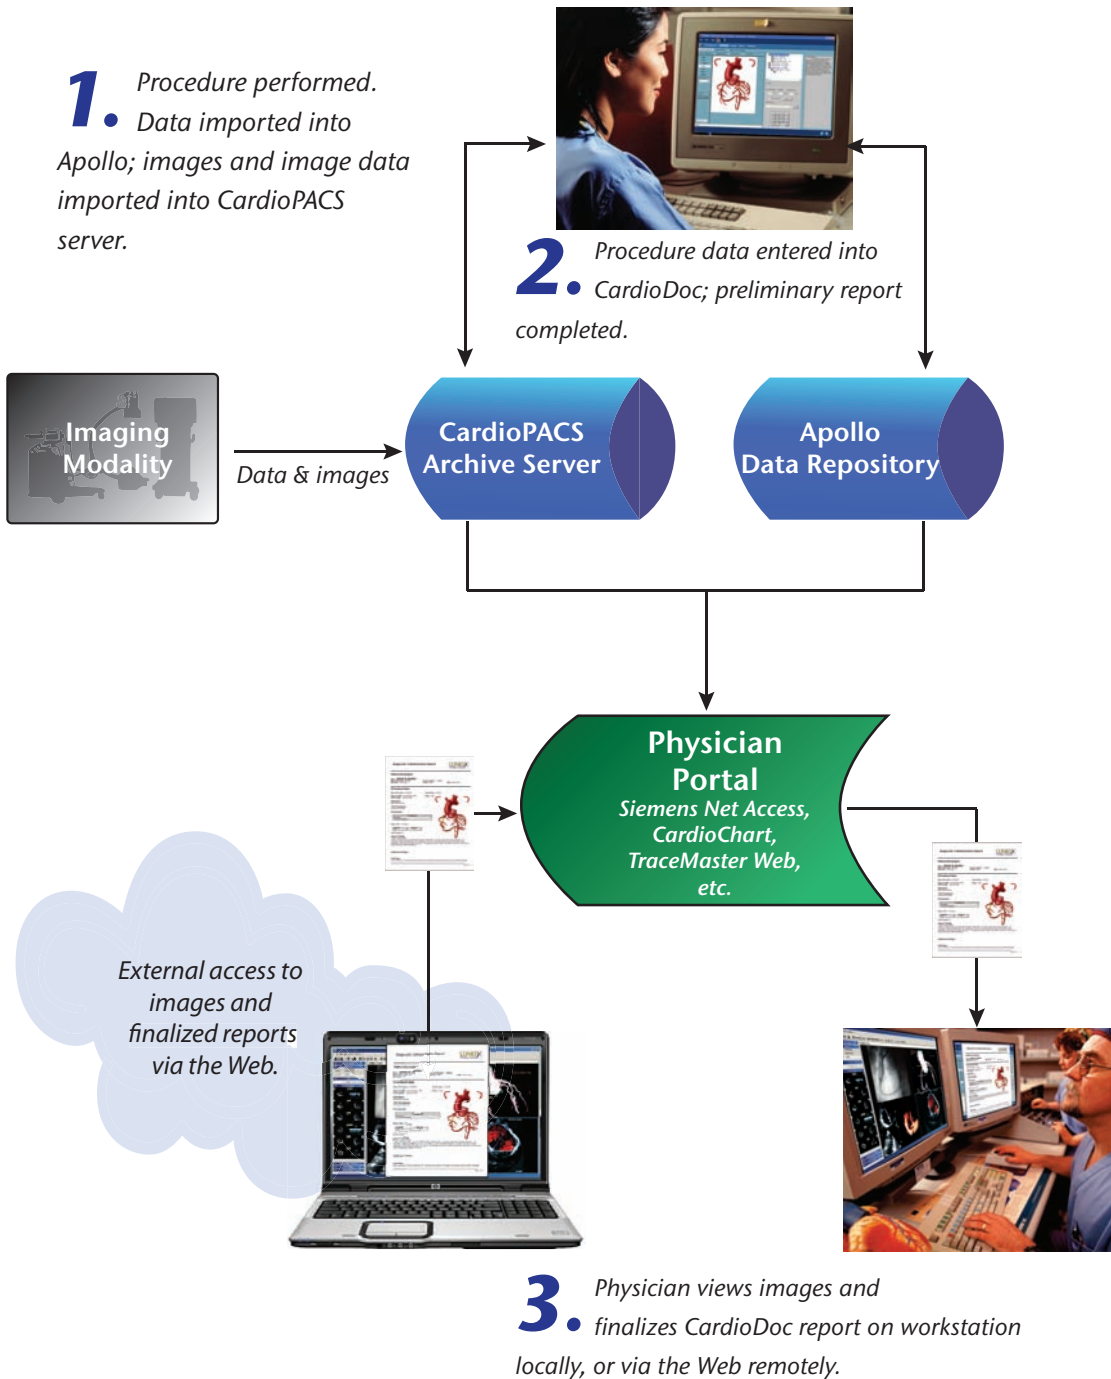 1. Procedure performed.
Data imported into
Apollo; images and image data
imported into CardioPACS
server.
2. Procedure data entered into
CardioDoc; preliminary report
completed.
Imaging
Modality
Data & images
CardioPACS
Archive Server
Apollo
Data Repository
Physician
Portal
Siemens Net Access,
CardioChart,
TraceMaster Web,
etc.
External access to
images and
finalized reports
via the Web.
3. Physician views images and
finalizes CardioDoc report on workstation
locally, or via the Web remotely.